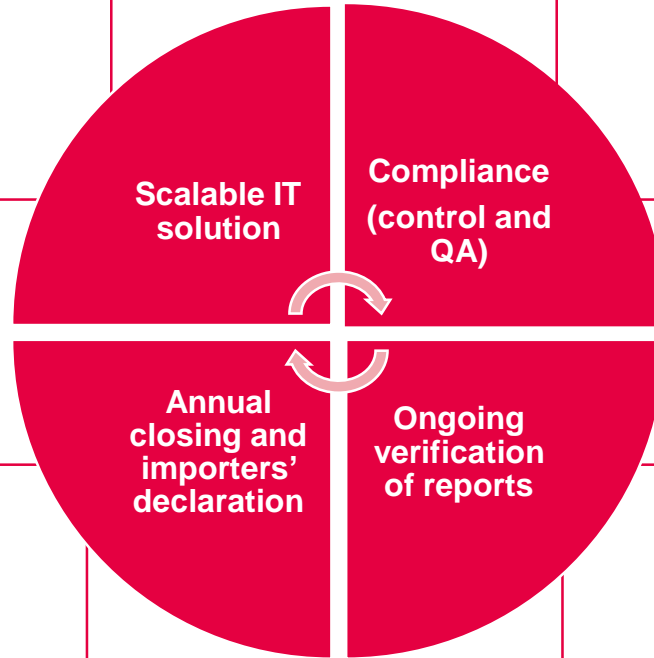 Scalable IT
solution
Compliance
(control and
QA)
Annual
closing and
importers’
declaration
Ongoing
verification
of reports